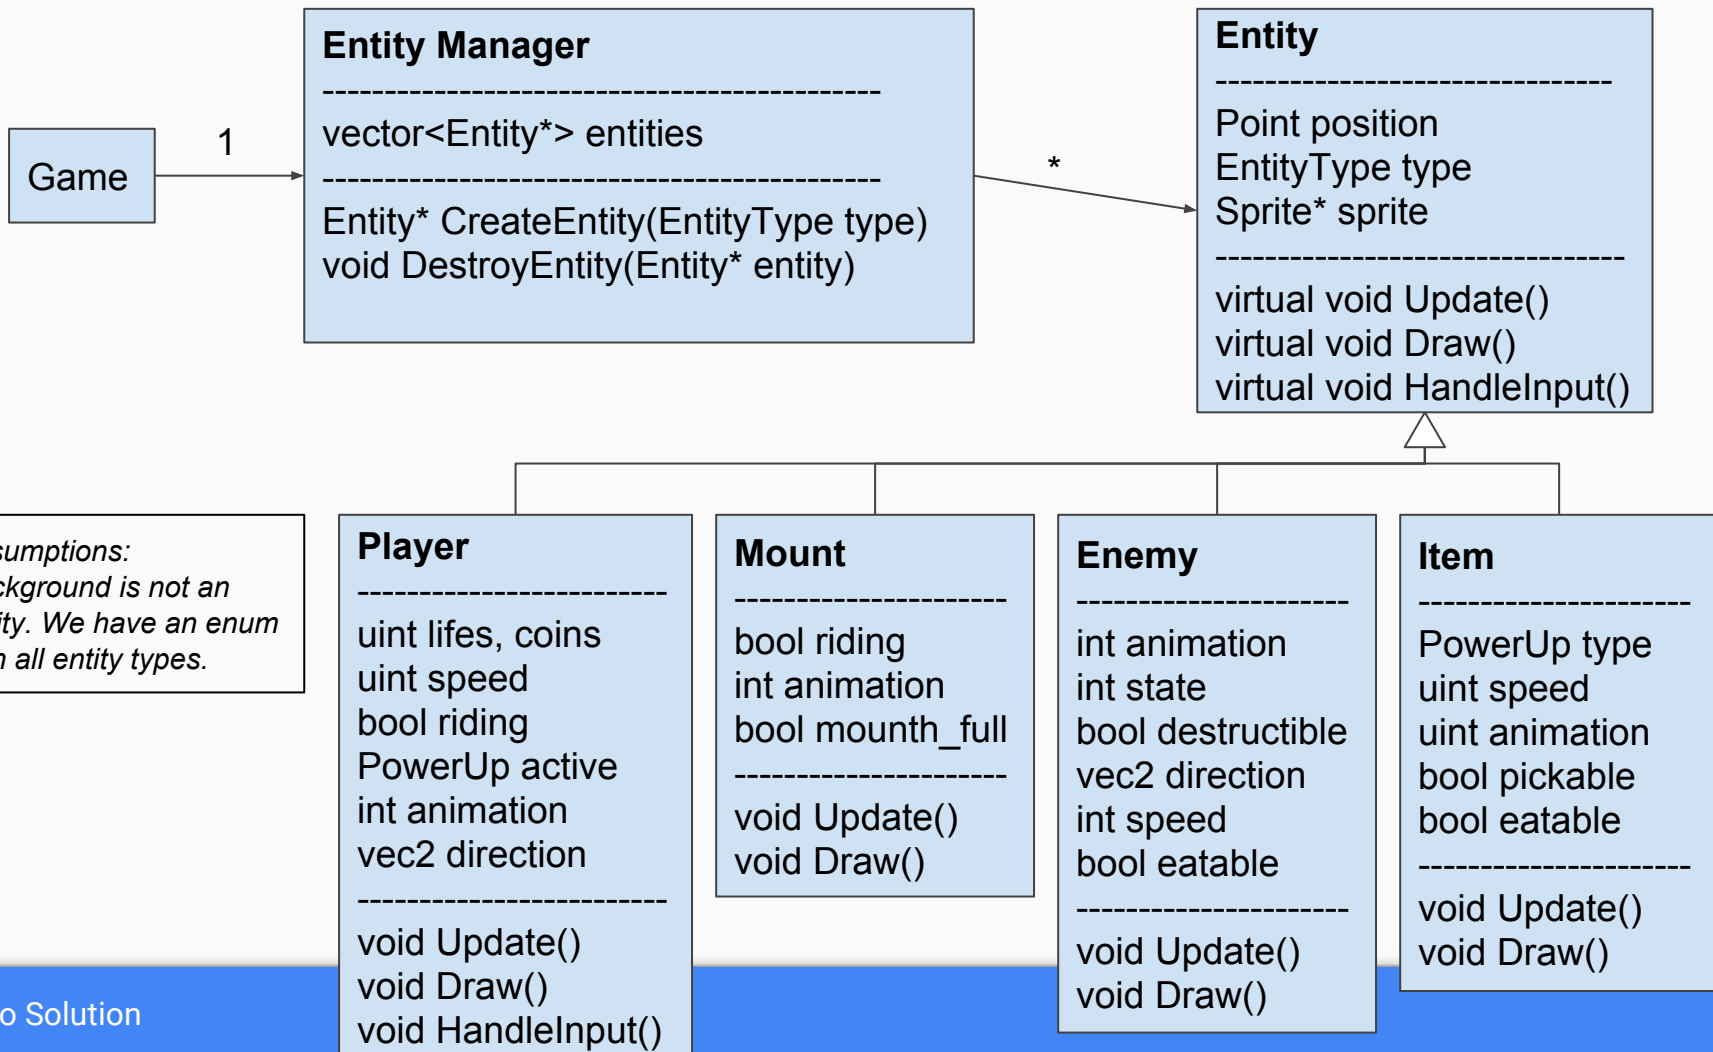 Entity Manager
--------------------------------------------
vector<Entity*> entities
--------------------------------------------
Entity* CreateEntity(EntityType type)
void DestroyEntity(Entity* entity)
Entity
--------------------------------
Point position
EntityType type
Sprite* sprite
---------------------------------
virtual void Update()
virtual void Draw()
virtual void HandleInput()
Game
1
*
sumptions:
ckground is not an
ity. We have an enum
all entity types.
Player
-------------------------
uint lifes, coins
uint speed
bool riding
PowerUp active
int animation
vec2 direction
-------------------------
void Update()
void Draw()
void HandleInput()
Mount
----------------------
bool riding
int animation
bool mounth_full
----------------------
void Update()
void Draw()
Enemy
----------------------
int animation
int state
bool destructible
vec2 direction
int speed
bool eatable
----------------------
void Update()
void Draw()
Item
----------------------
PowerUp type
uint speed
uint animation
bool pickable
bool eatable
----------------------
void Update()
void Draw()
o Solution